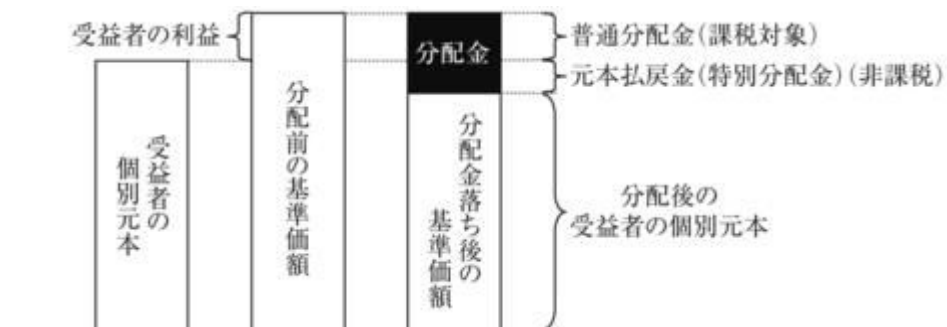 受益者の利益
受益者の
個別元本
分配前の基準価額
分配金
分配金落ち後の
基準価額
普通分配金(課税対象)
元本払戻金(特別分配金)(非課税)
分配後の
受益者の個別元本